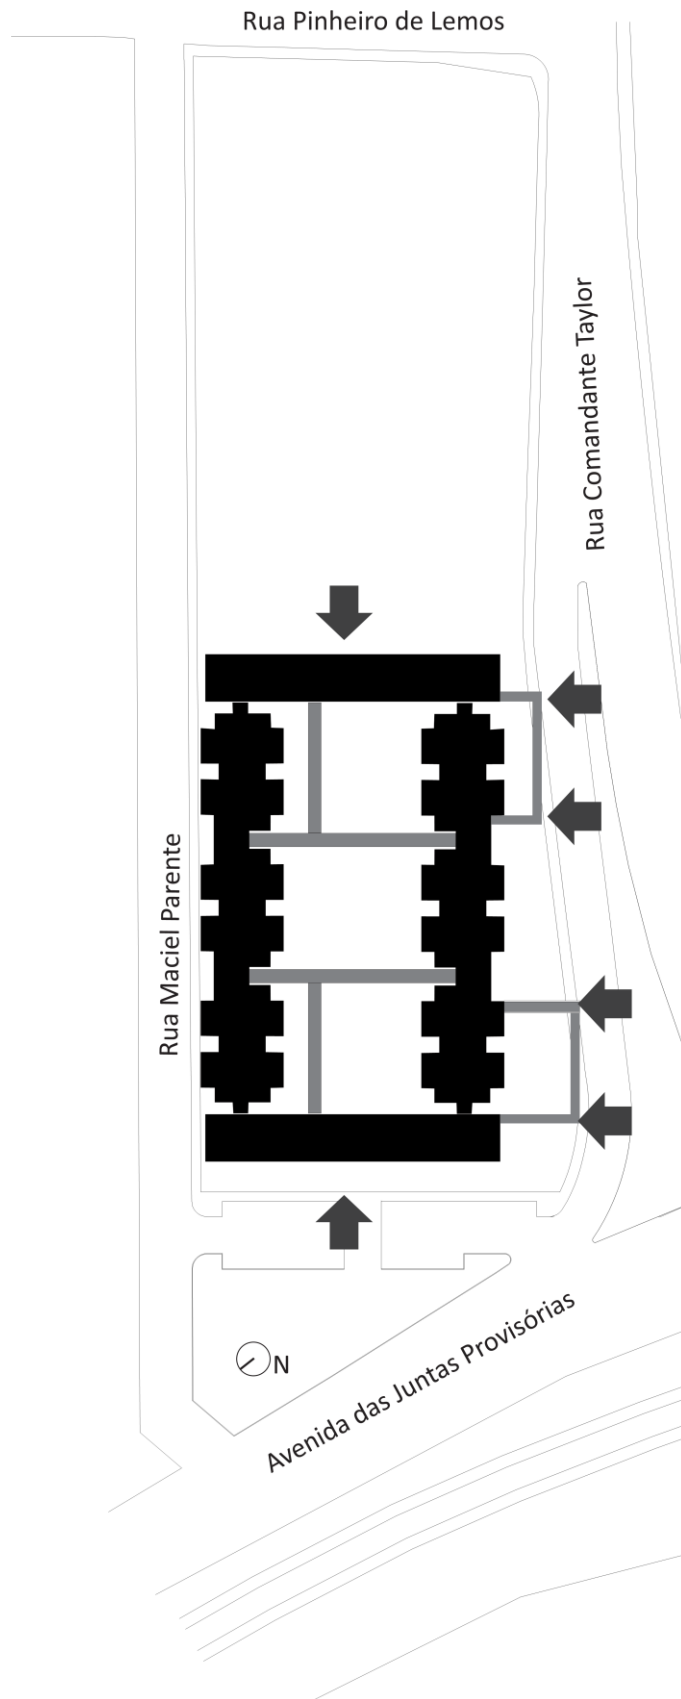 Rua Pinheiro de Lemos
Rua Comandante Taylor
Rua Maciel Parente
N
Avenida das Juntas Provisórias